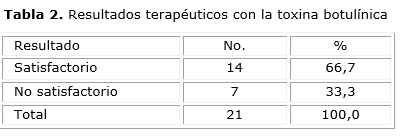 Tabla 2. Resultados terapéuticos con la toxina botulínica
Resultado No. %
Satisfactorio 14 66,7
No satisfactorio 7 33,3
Total 21 100,0